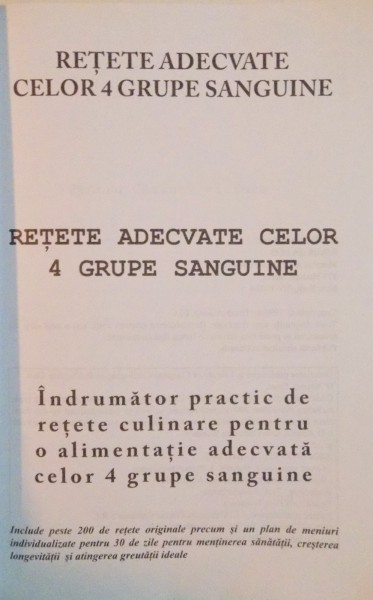 REȚETE ADECVATE
CELOR 4 GRUPE SANGUINE
REȚETE ADECVATE CELOR
4 GRUPE SANGUINE
Îndrumător practic de
rețete culinare pentru
o alimentație adecvată
celor 4 grupe sanguine
Include peste 200 de rețete originale precum și un plan de meniuri
individualizate pentru 30 de zile pentru menținerea sănătății, creșterea
longevității și atingerea greutății ideale